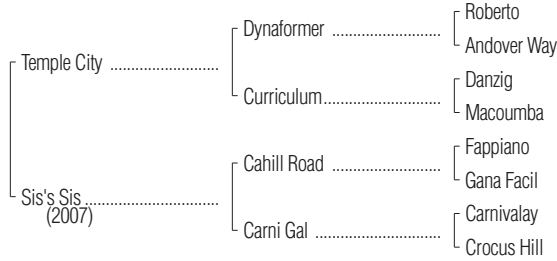 Roberto
Dynaformer ..........................
Andover Way
Temple City ..........................
Danzig
Curriculum............................
Macoumba
Fappiano
Cahill Road ..........................
Gana Facil
Sis's Sis ................................
(2007)
Carnivalay
Carni Gal ..............................
Crocus Hill